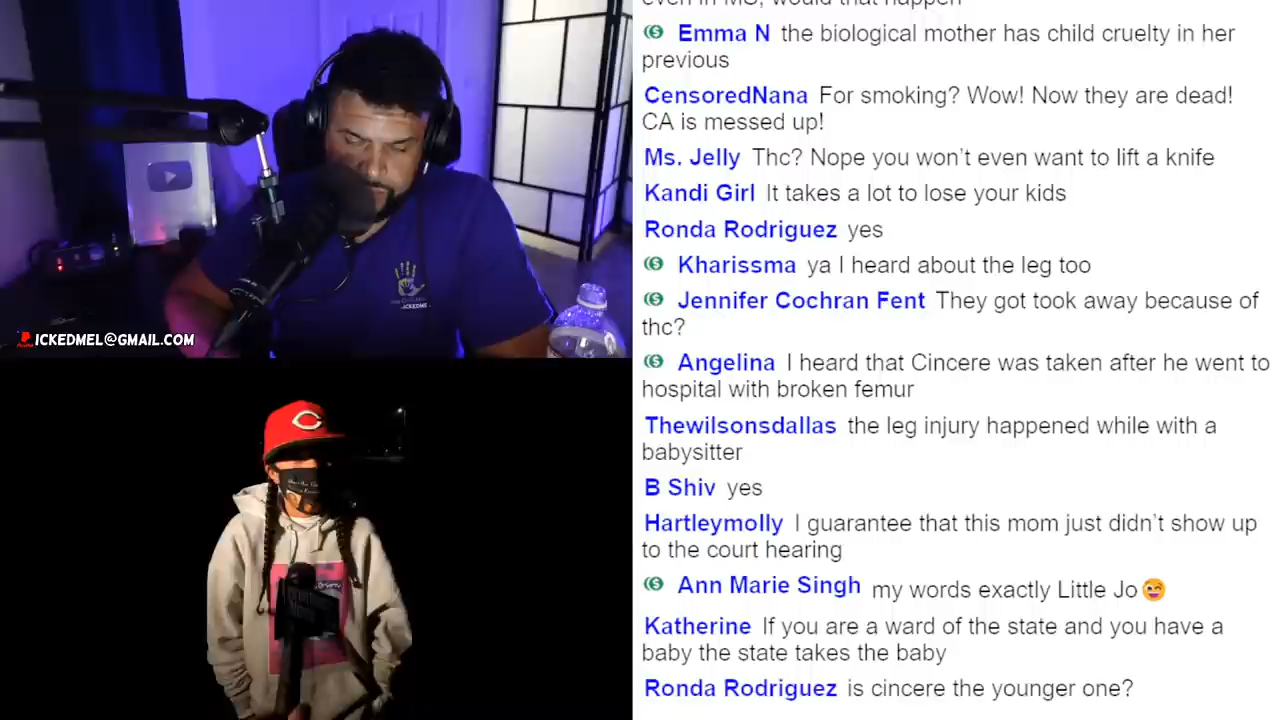 even in MS, would that happen
Emma N the biological mother has child cruelty in her
previous
CensoredNana For smoking? Wow! Now they are dead!
CA is messed up!
Ms. Jelly Thc? Nope you won't even want to lift a knife
Kandi Girl It takes a lot to lose your kids
Ronda Rodriguez yes
Kharissma ya I heard about the leg too
Jennifer Cochran Fent They got took away because of
thc?
Angelina I heard that Cincere was taken after he went to
hospital with broken femur
Thewilsonsdallas the leg injury happened while with a
babysitter
B Shiv yes
Hartleymolly I guarantee that this mom just didn't show up
to the court hearing
Ann Marie Singh my words exactly Little Jo
Katherine If you are a ward of the state and you have a
baby the state takes the baby
Ronda Rodriguez is cincere the younger one?
ICKEDMEL@GMAIL.COM